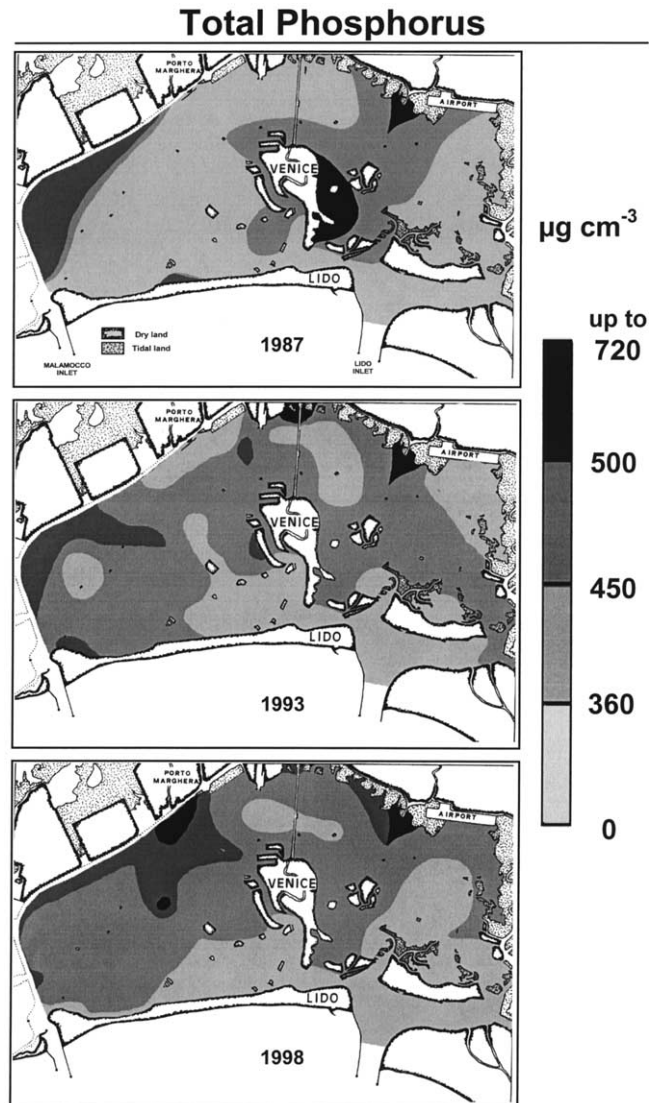 Total Phosphorus
PORTO
MARGHERA
AIRPORT
VENICE
LIDO
Dry land
Tidal land
1987
MALAMOCCO
INLET
LIDO
INLET
PORTO
MARGHERA
AIRPORT
VENICE
LIDO
1993
PORTO
MARGHERA
AIRPORT
VENICE
LIDO
1998
µg cm-3
up to
720
500
450
360
0